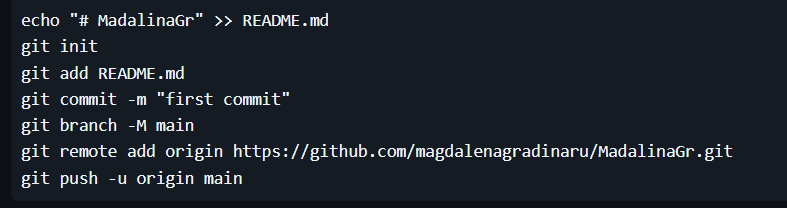 echo "# MadalinaGr" >> README.md
git init
git add README.md
git commit -m "first commit"
git branch -M main
git remote add origin https://github.com/magdalenagradinaru/MadalinaGr.git
git push -u origin main